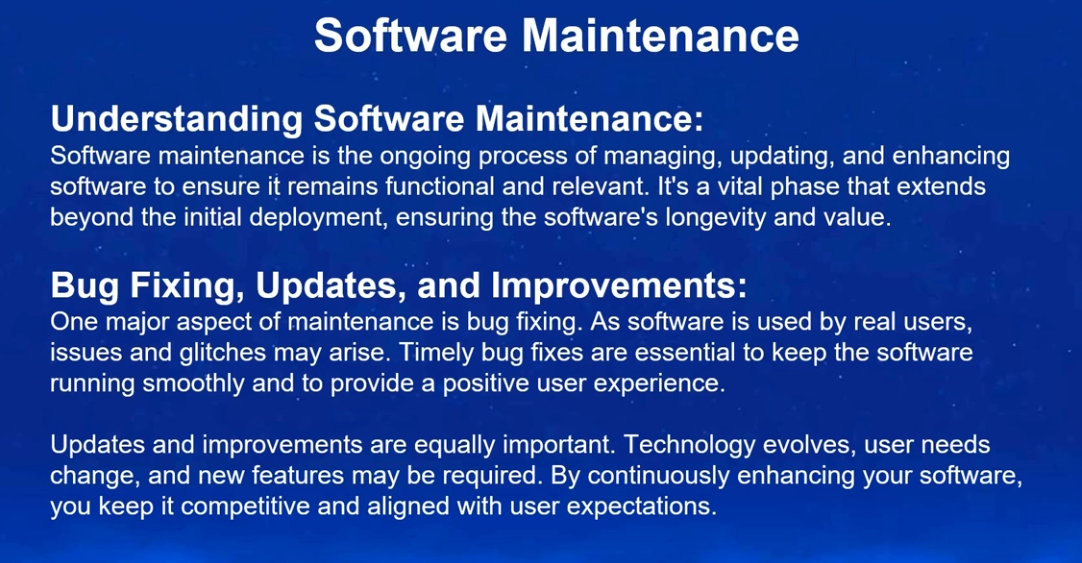 Software Maintenance
Understanding Software Maintenance:
Software maintenance is the ongoing process of managing, updating, and enhancing
software to ensure it remains functional and relevant. It's a vital phase that extends
beyond the initial deployment, ensuring the software's longevity and value.
Bug Fixing, Updates, and Improvements:
One major aspect of maintenance is bug fixing. As software is used by real users,
issues and glitches may arise. Timely bug fixes are essential to keep the software
running smoothly and to provide a positive user experience.
Updates and improvements are equally important. Technology evolves, user needs
change, and new features may be required. By continuously enhancing your software,
you keep it competitive and aligned with user expectations.